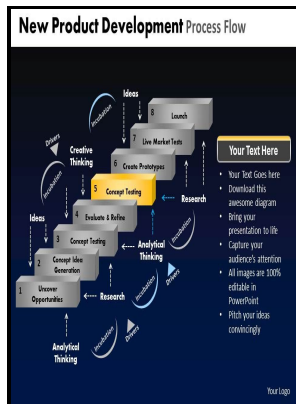 New Product Development Process Flow
Ideas
Incubation
8 Launch
7 Live Market Tests
Drivers
Creative
Thinking
6 Create Prototypes
Your Text Here
Incubation
5 Concept Testing
Research
• Your Text Goes here
• Download this
awesome diagram
• Bring your
presentation to life
• Capture your
audience's attention
• All images are 100%
editable in
PowerPoint
• Pitch your ideas
convincingly
Ideas
4 Evaluate & Refine
3 Concept Testing
Analytical
Thinking
Incubation
2 Concept Idea
Generation
Drivers
1 Uncover
Opportunities
Research
Incubation
Drivers
Analytical
Thinking
Your Logo